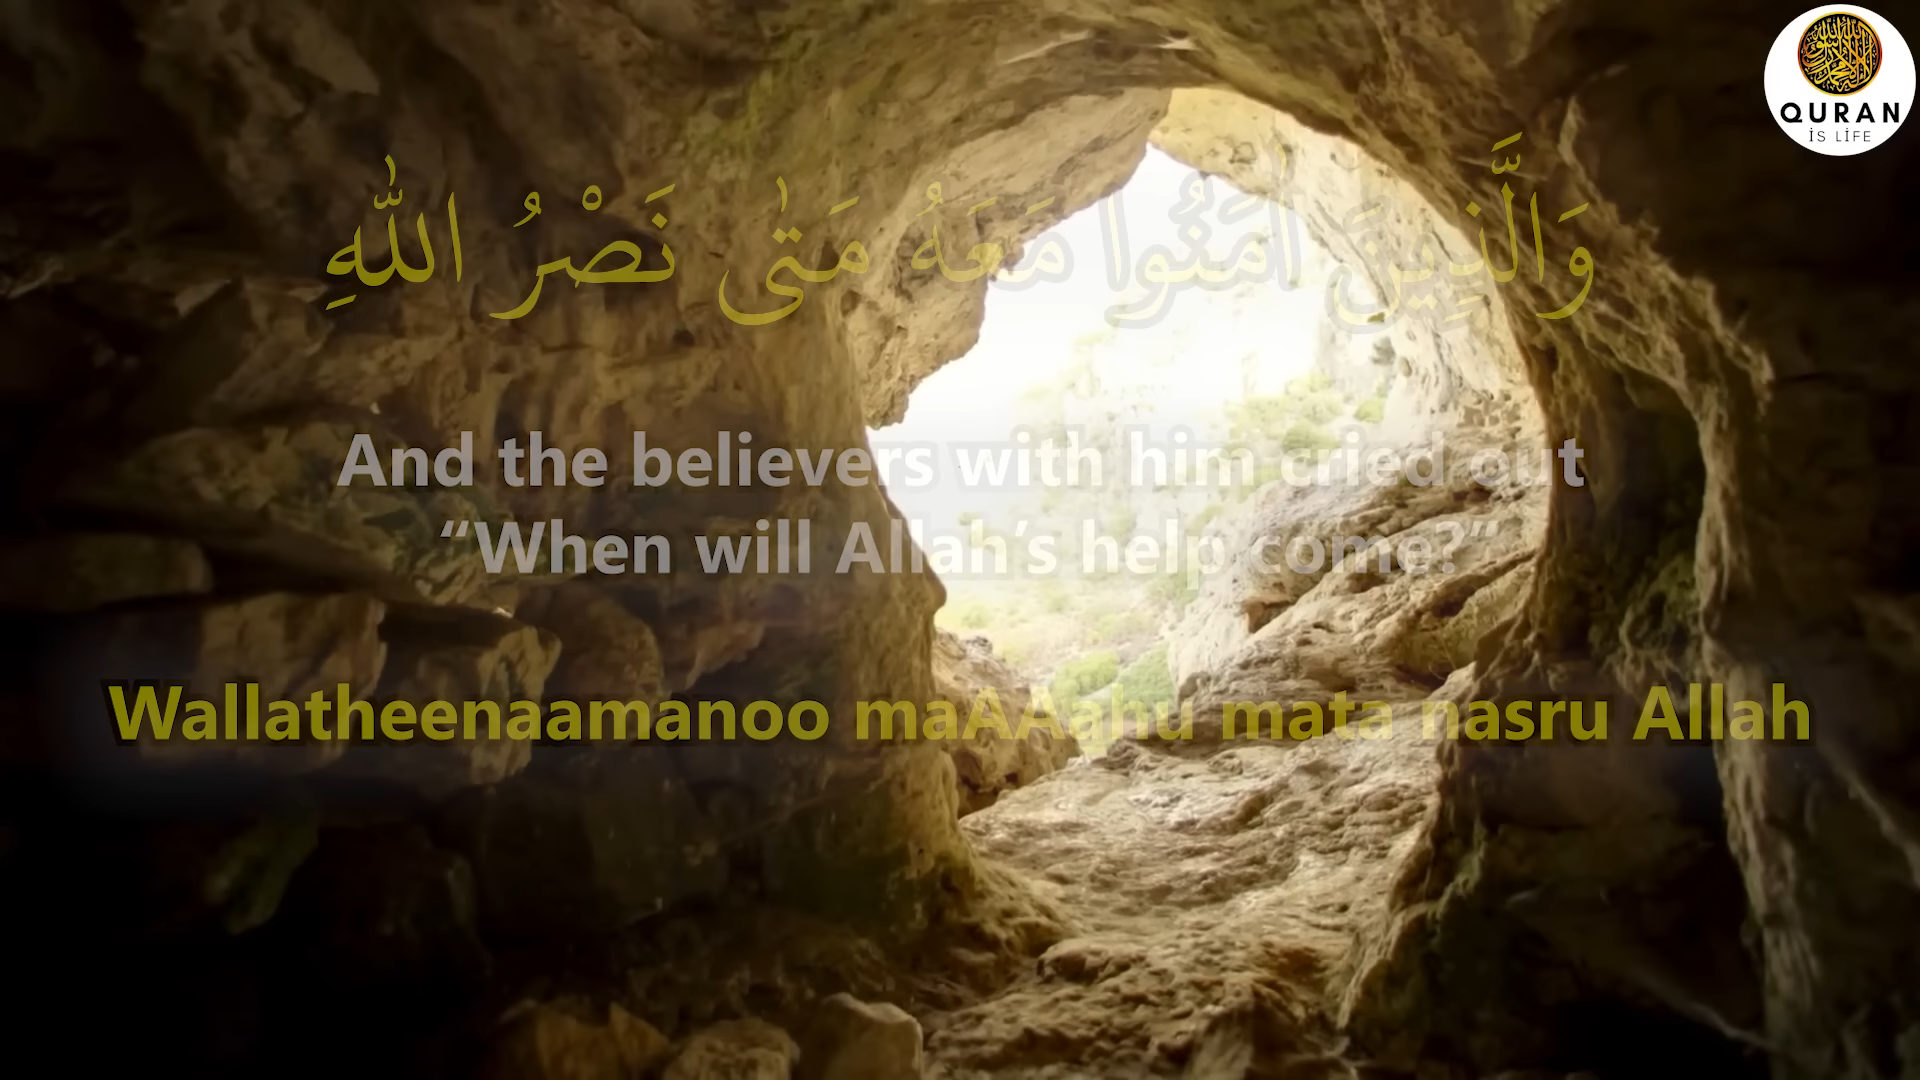 QURAN
İS LİFE
وَالَّذِينَ اٰمَنُوا مَعَهُ مَتٰى نَصْرُ اللّٰهِ
And the believers with him cried out
“When will Allah’s help come?”
Wallatheenaamanoo maAAahu mata nasru Allah